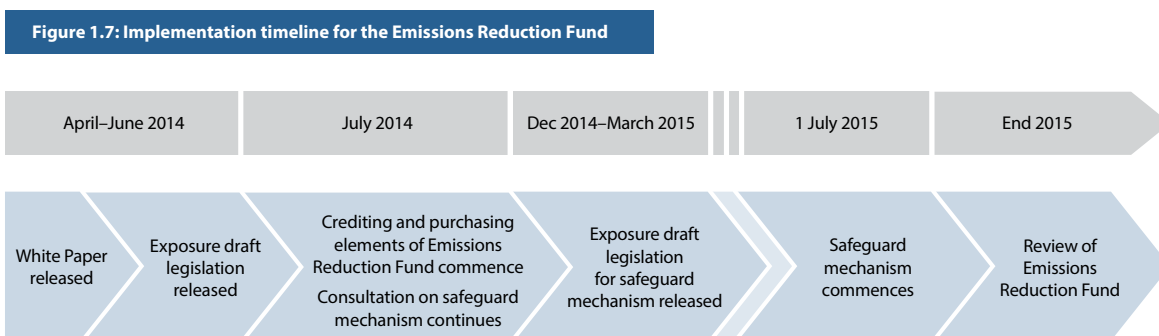 Figure 1.7: Implementation timeline for the Emissions Reduction Fund
April–June 2014
July 2014
Dec 2014–March 2015
1 July 2015
End 2015
White Paper
released
Exposure draft
legislation
released
Crediting and purchasing
elements of Emissions
Reduction Fund commence
Consultation on safeguard
mechanism continues
Exposure draft
legislation
for safeguard
mechanism released
Safeguard
mechanism
commences
Review of
Emissions
Reduction Fund